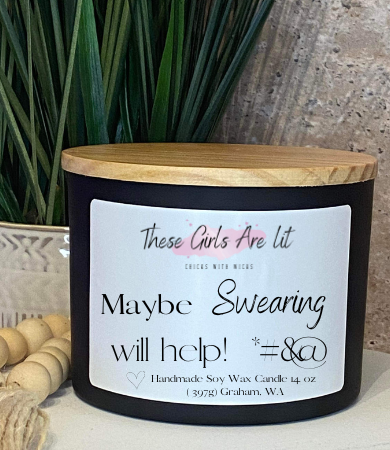 These Girls Are Lit
CHICKS WITH WICKS
Maybe Swearing
will help! *#&@
Handmade Soy Wax Candle 14 oz
( 397g) Graham, WA